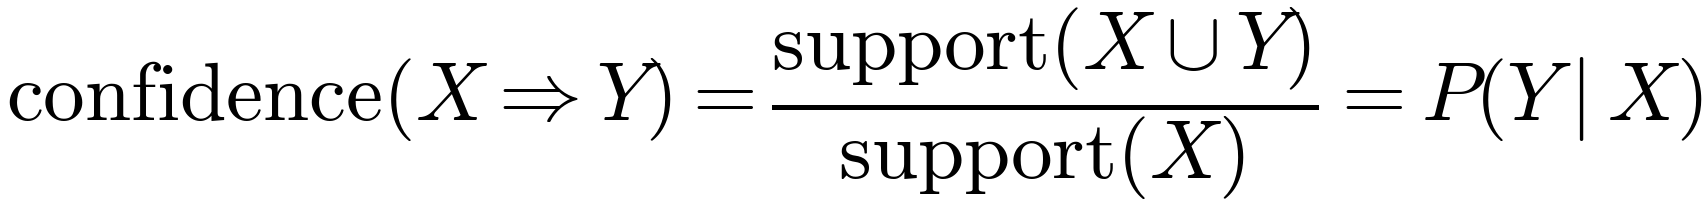 confidence(X ⇒ Y) = support(X ∪ Y) / support(X) = P(Y | X)